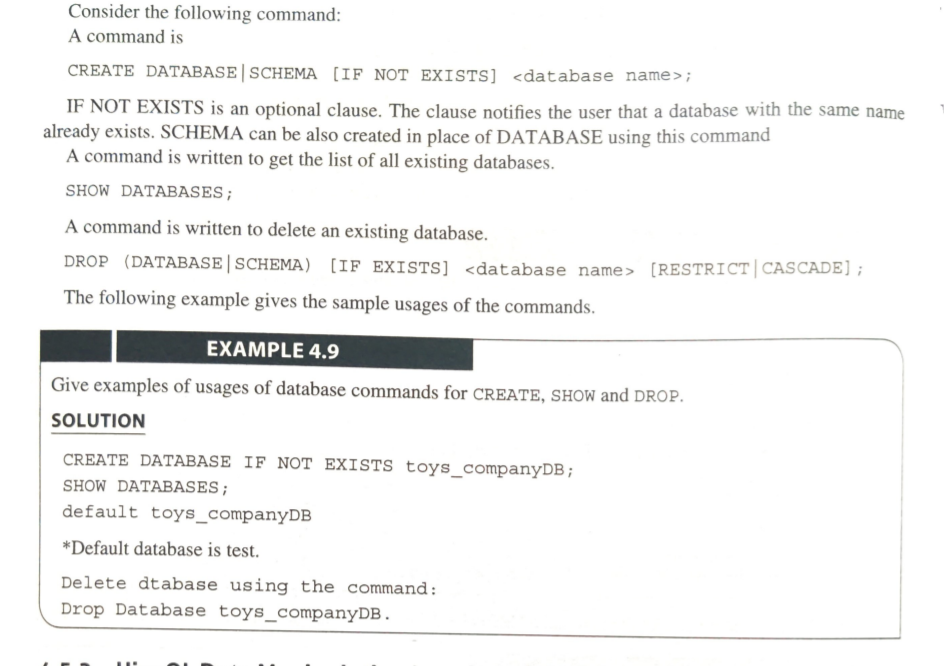 Consider the following command:
A command is
CREATE DATABASE|SCHEMA [IF NOT EXISTS] <database name>;
IF NOT EXISTS is an optional clause. The clause notifies the user that a database with the same name
already exists. SCHEMA can be also created in place of DATABASE using this command
A command is written to get the list of all existing databases.
SHOW DATABASES;
A command is written to delete an existing database.
DROP (DATABASE|SCHEMA) [IF EXISTS] <database name> [RESTRICT|CASCADE];
The following example gives the sample usages of the commands.
EXAMPLE 4.9
Give examples of usages of database commands for CREATE, SHOW and DROP.
SOLUTION
CREATE DATABASE IF NOT EXISTS toys_companyDB;
SHOW DATABASES;
default toys_companyDB
*Default database is test.
Delete dtabase using the command:
Drop Database toys_companyDB.